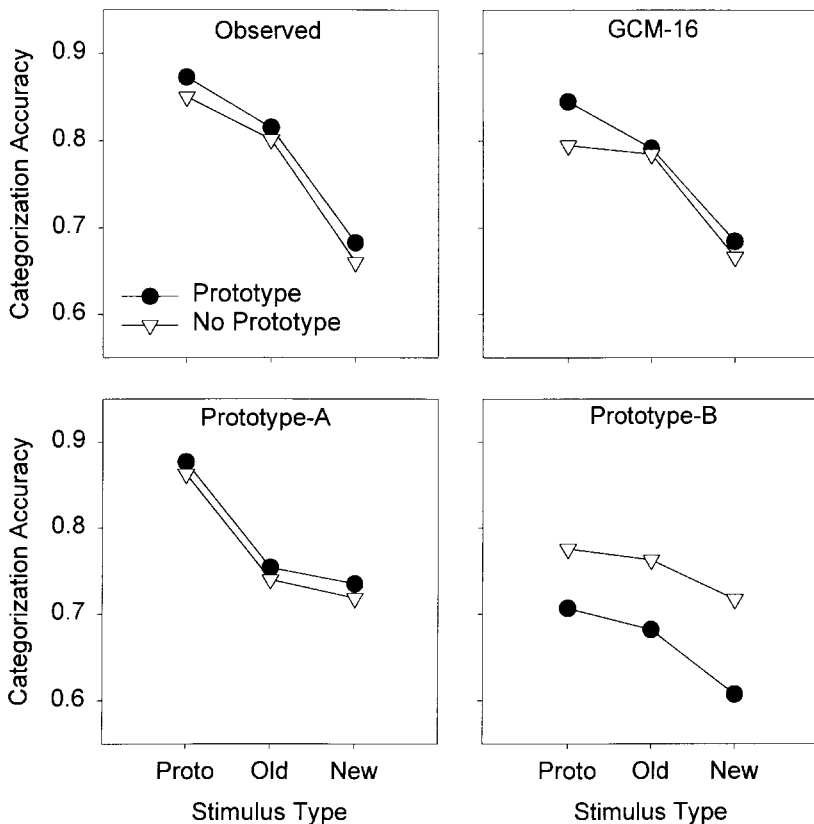 Observed
GCM-16
Categorization Accuracy
0.9
0.8
0.7
0.6
Prototype
No Prototype
Prototype-A
Prototype-B
Categorization Accuracy
0.9
0.8
0.7
0.6
Proto Old New
Proto Old New
Stimulus Type
Stimulus Type